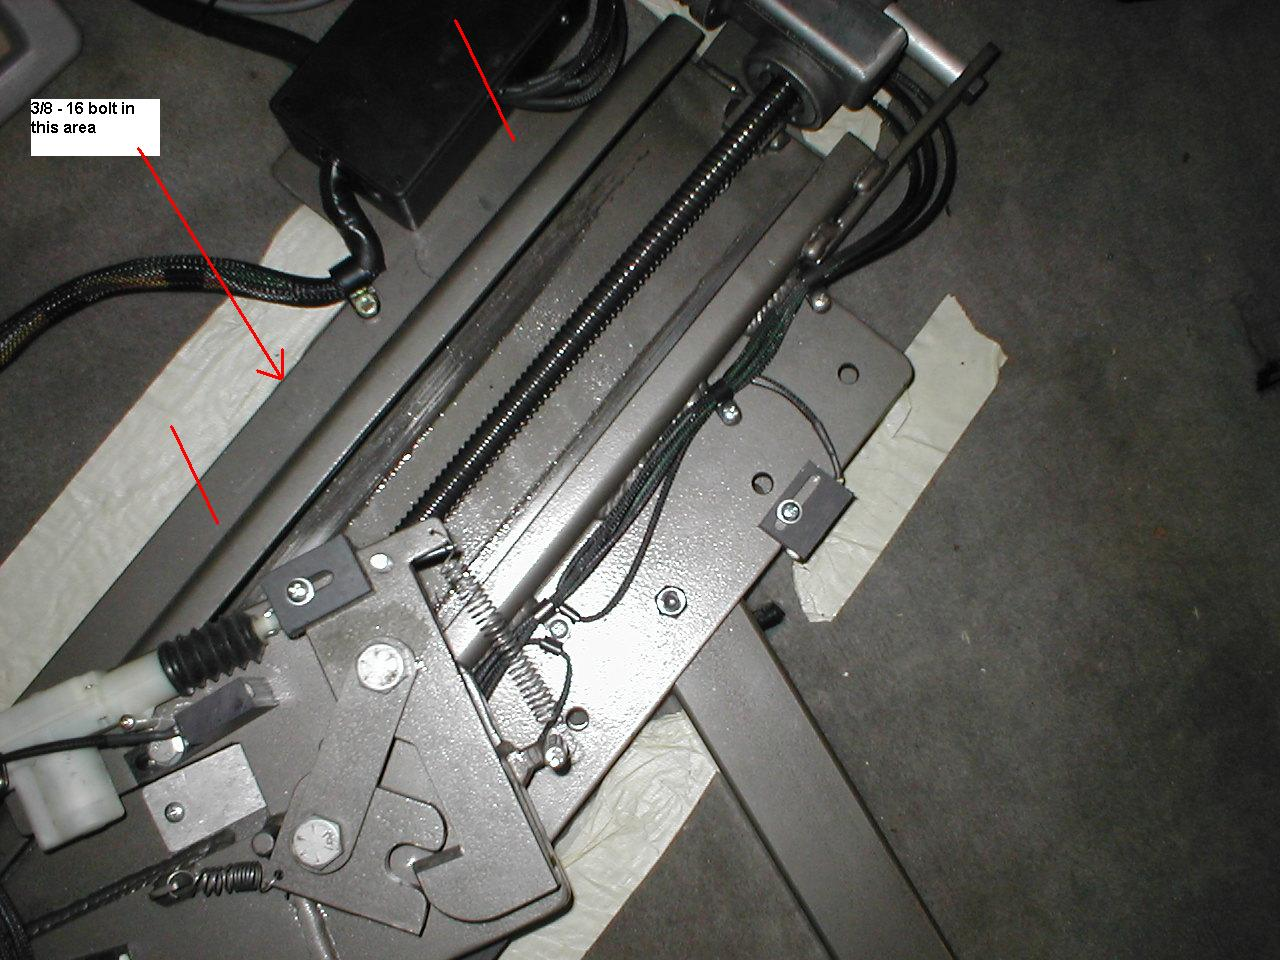 3/8 - 16 bolt in
this area